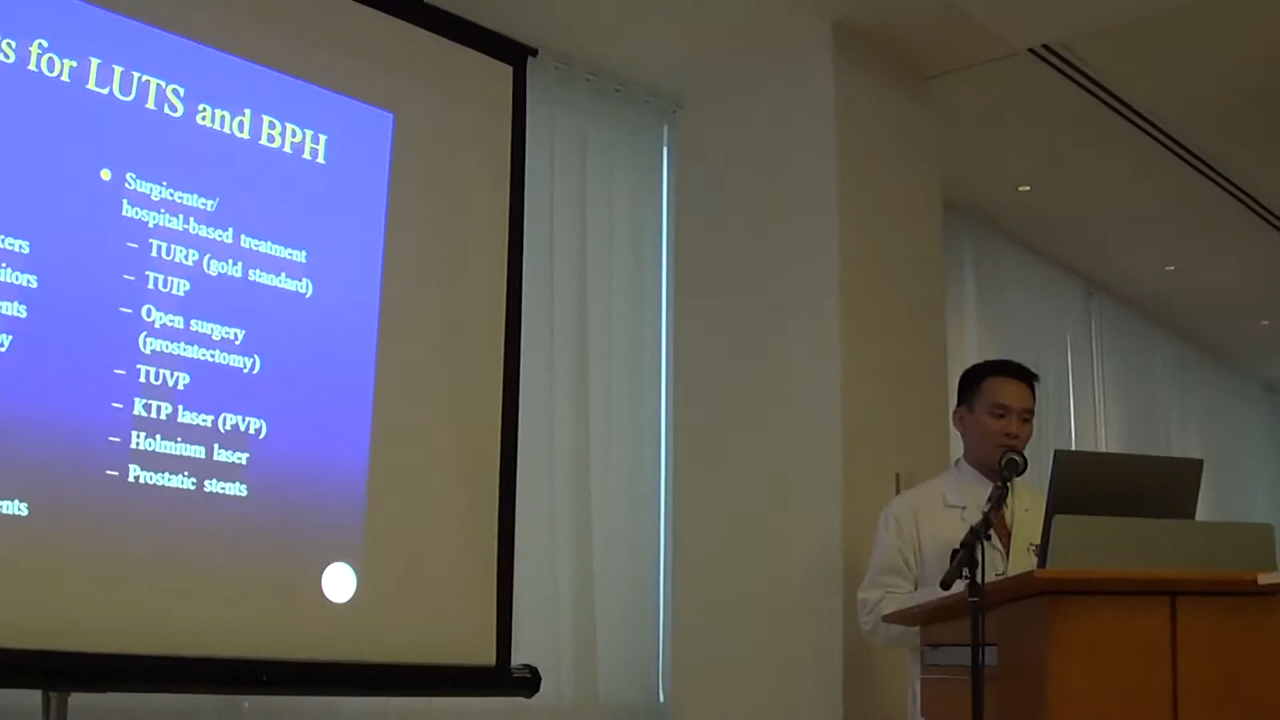 s for LUTS and BPH
kers
itors
nts
y
nts
• Surgicenter/
hospital-based treatment
– TURP (gold standard)
– TUIP
– Open surgery
(prostatectomy)
– TUVP
– KTP laser (PVP)
– Holmium laser
– Prostatic stents